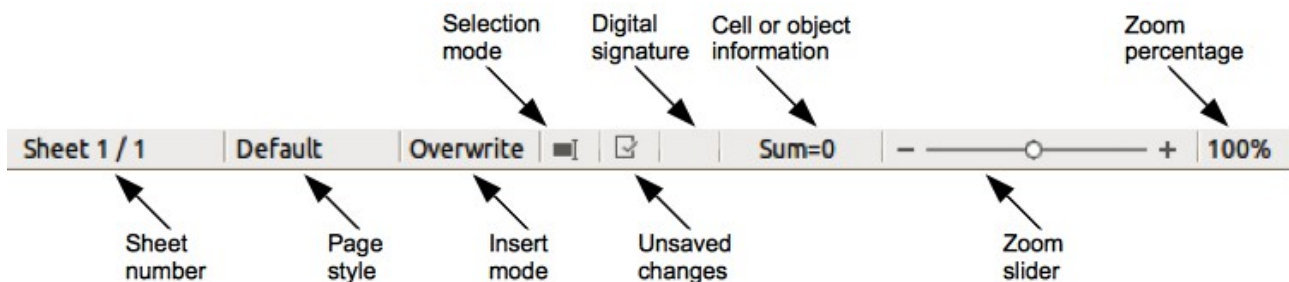 Selection
mode
Digital
signature
Cell or object
information
Zoom
percentage
Sheet 1 / 1
Default
Overwrite
Sum=0
100%
Sheet
number
Page
style
Insert
mode
Unsaved
changes
Zoom
slider